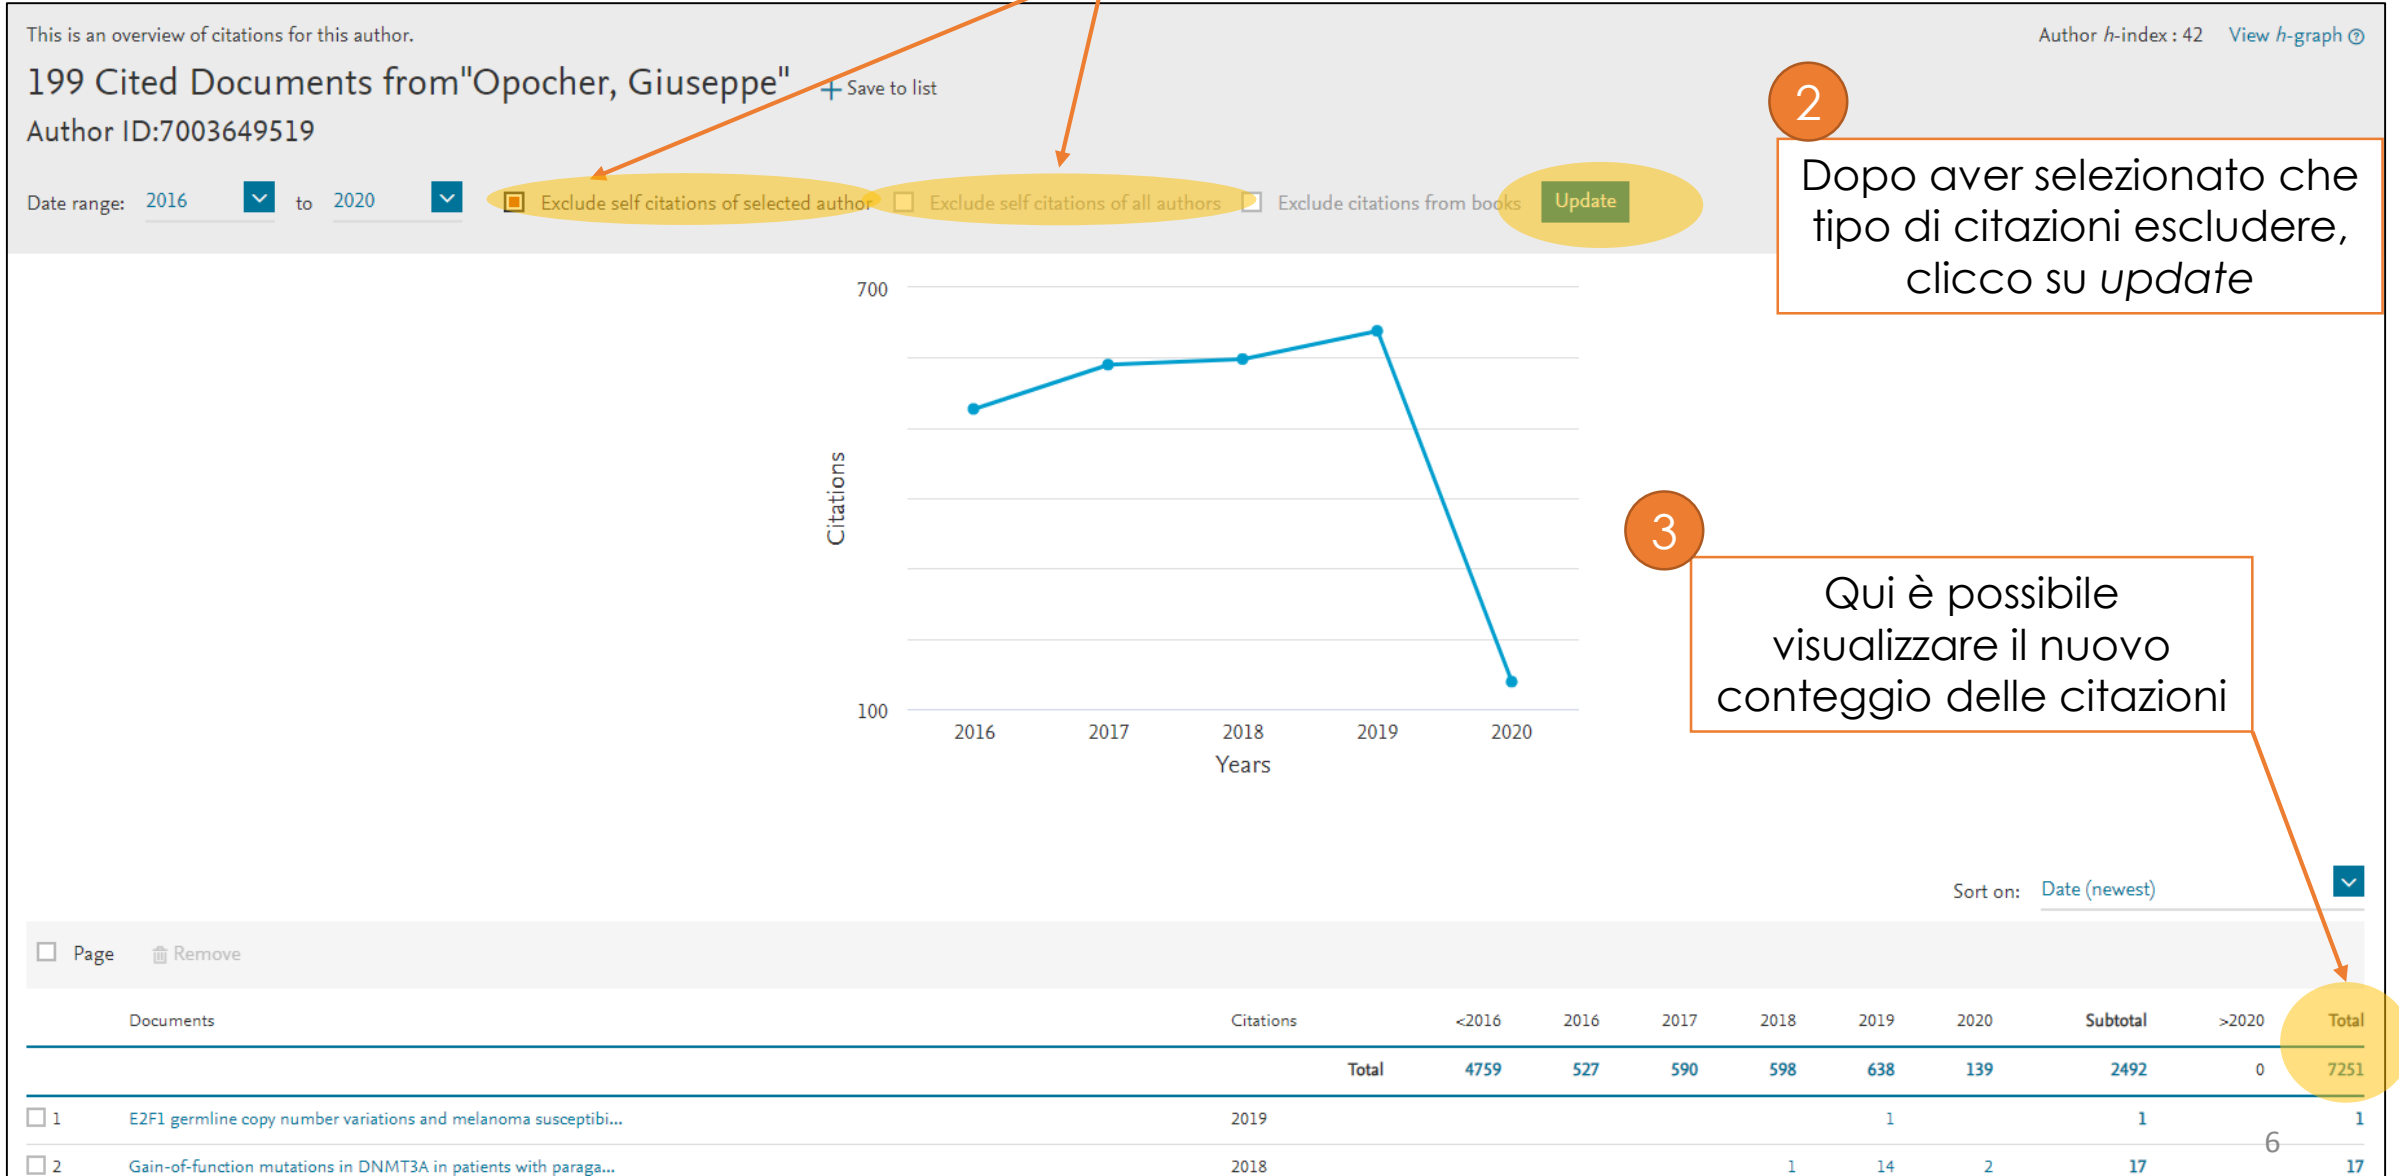 This is an overview of citations for this author.
Author h-index : 42 View h-graph
199 Cited Documents from"Opocher, Giuseppe" + Save to list
Author ID:7003649519
Date range: 2016 to 2020 Exclude self citations of selected author Exclude self citations of all authors Exclude citations from books Update
2
Dopo aver selezionato che
tipo di citazioni escludere,
clicco su update
700
100
Citations
2016 2017 2018 2019 2020
Years
3
Qui è possibile
visualizzare il nuovo
conteggio delle citazioni
Sort on: Date (newest)
Page Remove
Documents Citations <2016 2016 2017 2018 2019 2020 Subtotal >2020 Total
Total 4759 527 590 598 638 139 2492 0 7251
1 E2F1 germline copy number variations and melanoma susceptibi... 2019 1 1 1
2 Gain-of-function mutations in DNMT3A in patients with paraga... 2018 1 14 2 17 17
6